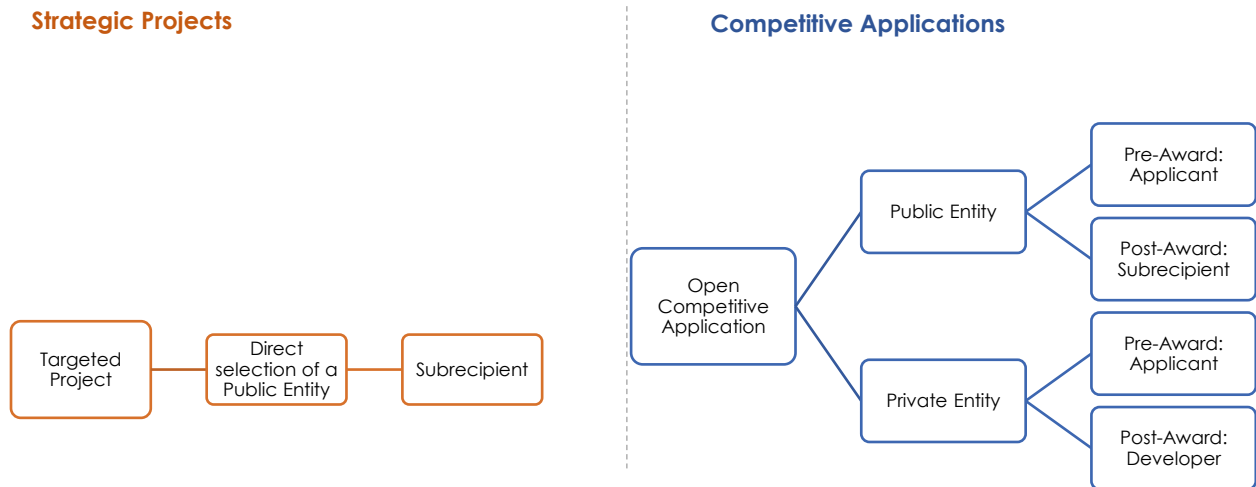 Strategic Projects
Targeted
Project
Direct
selection of a
Public Entity
Subrecipient
Competitive Applications
Open
Competitive
Application
Public Entity
Pre-Award:
Applicant
Post-Award:
Subrecipient
Private Entity
Pre-Award:
Applicant
Post-Award:
Developer